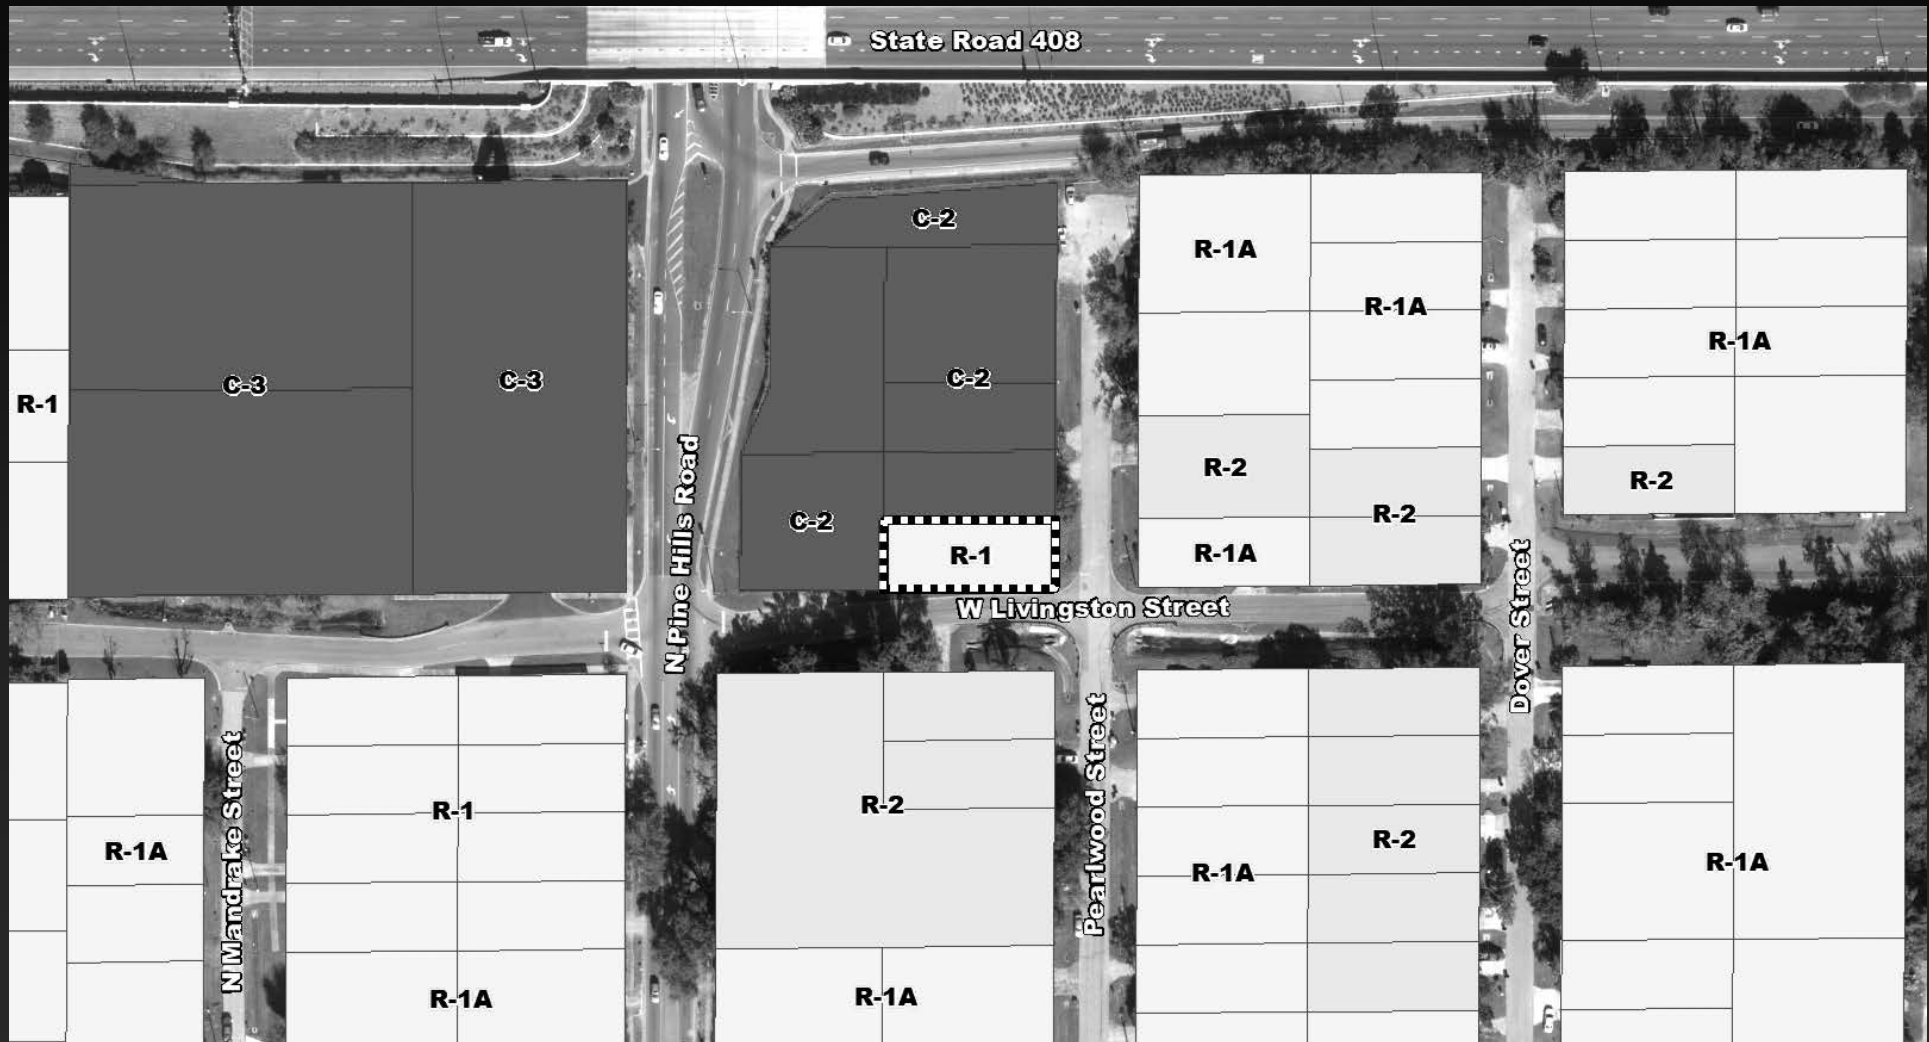 State Road 408
C-2
R-1A
R-1A
R-1A
C-3
C-3
C-2
R-1
R-2
R-2
C-2
R-2
R-1
R-1A
N Pine Hills Road
W Livingston Street
Dover Street
N Mandrake Street
Pearlwood Street
R-1
R-2
R-2
R-1A
R-1A
R-1A
R-1A
R-1A